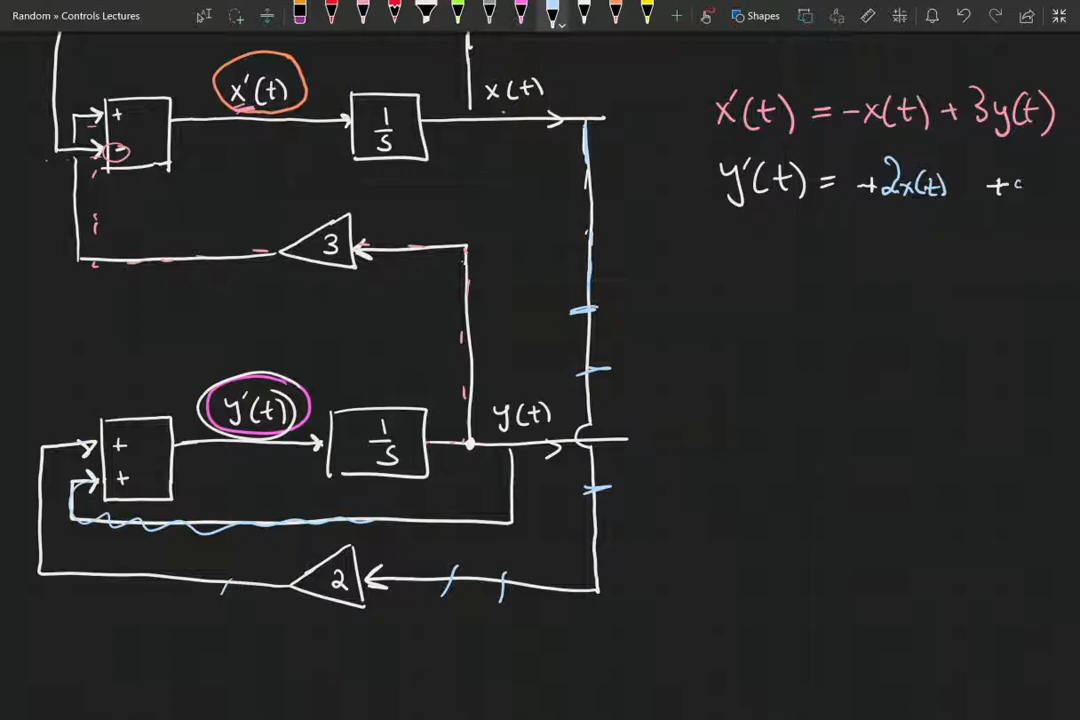 Random » Controls Lectures
Shapes
x'(t)
x(t)
+
-
1/s
x'(t) = -x(t) + 3y(t)
y'(t) = +2x(t) +
3
y'(t)
y(t)
+
+
1/s
2